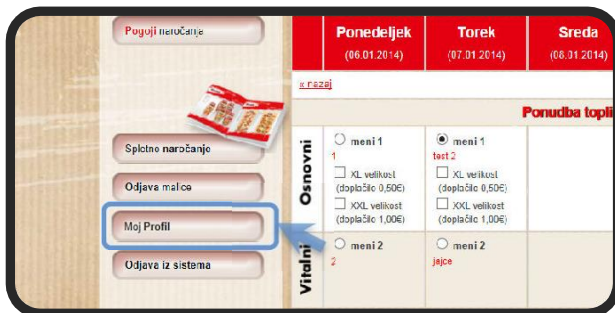 Pogoji naročanja
Spletno naročanje
Odjava malice
Moj Profil
Odjava iz sistema
Ponedeljek
(06.01.2014)
Torek
(07.01.2014)
Sreda
(08.01.2014)
« nazaj
Ponudba topli
Osnovni
meni 1
1
XL velikost
(doplačilo 0,50€)
XXL velikost
(doplačilo 1,00€)
meni 1
test 2
XL velikost
(doplačilo 0,50€)
XXL velikost
(doplačilo 1,00€)
Vitalni
meni 2
2
meni 2
jajce